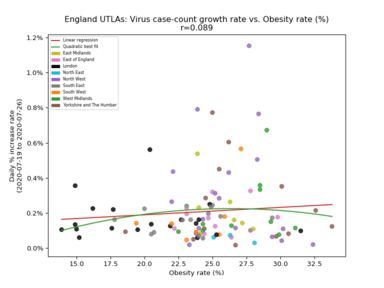 England UTLAs: Virus case-count growth rate vs. Obesity rate (%)
r=0.089
Daily % increase rate
(2020-07-19 to 2020-07-26)
1.2%
1.0%
0.8%
0.6%
0.4%
0.2%
0.0%
Linear regression
Quadratic best fit
East Midlands
East of England
London
North East
North West
South East
South West
West Midlands
Yorkshire and The Humber
15.0
17.5
20.0
22.5
25.0
27.5
30.0
32.5
Obesity rate (%)